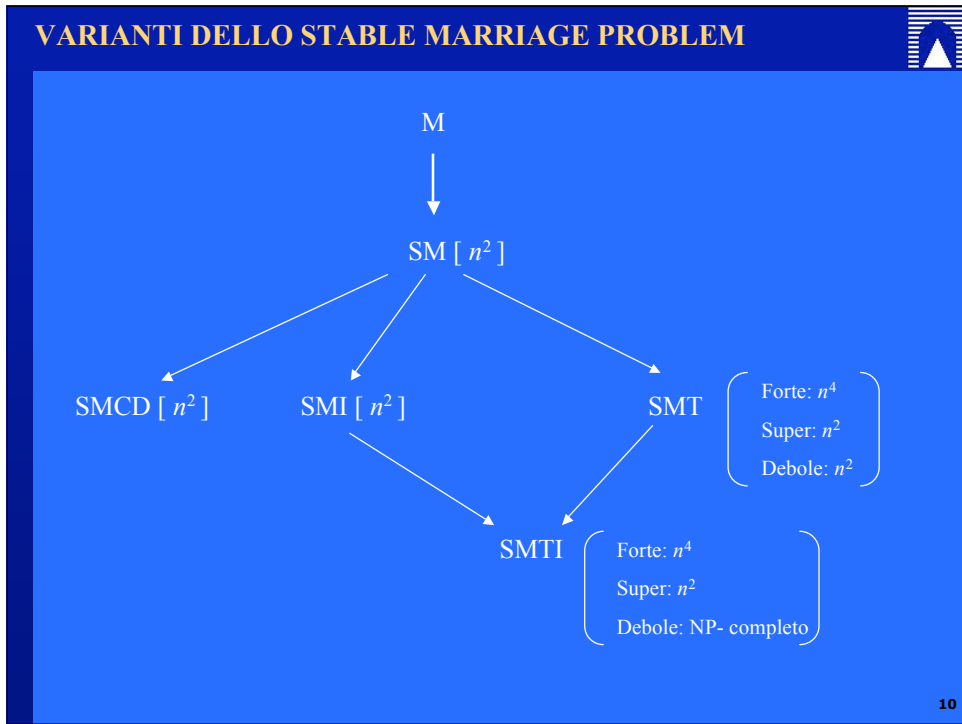 VARIANTI DELLO STABLE MARRIAGE PROBLEM
M
SM [ n² ]
SMCD [ n² ]
SMI [ n² ]
SMT
Forte: n⁴
Super: n²
Debole: n²
SMTI
Forte: n⁴
Super: n²
Debole: NP- completo
10